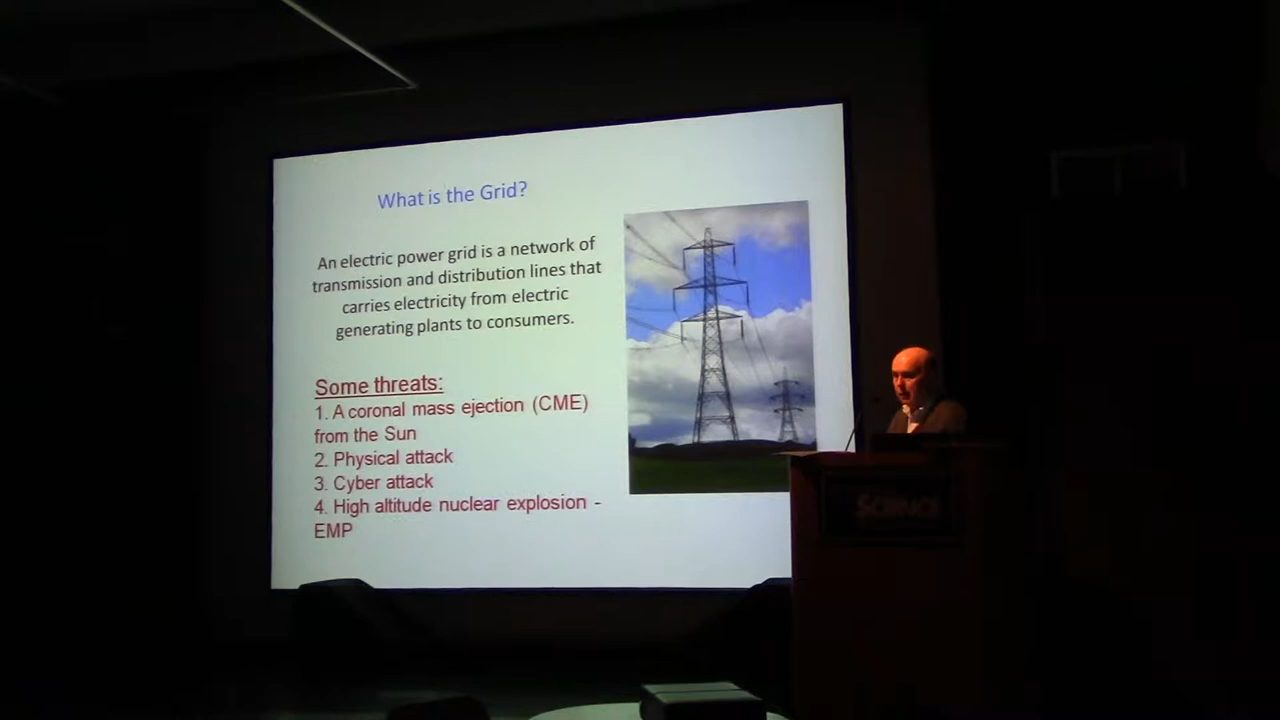 What is the Grid?
An electric power grid is a network of
transmission and distribution lines that
carries electricity from electric
generating plants to consumers.
Some threats:
1. A coronal mass ejection (CME)
from the Sun
2. Physical attack
3. Cyber attack
4. High altitude nuclear explosion -
EMP
SCIENCE